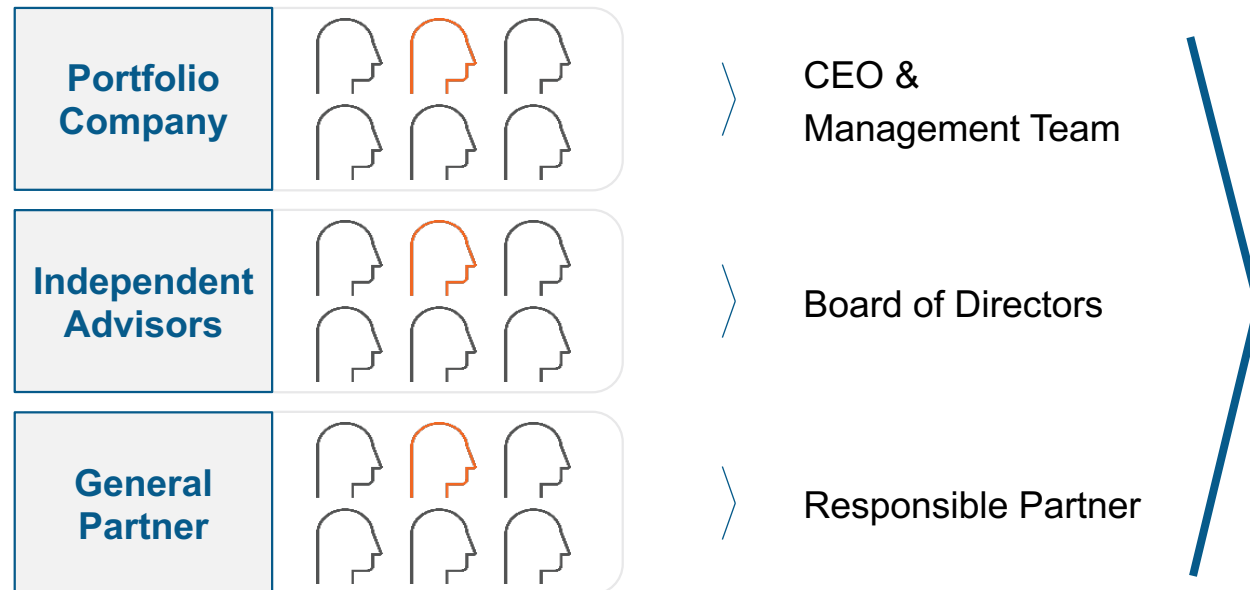 Portfolio
Company
CEO &
Management Team
Independent
Advisors
Board of Directors
General
Partner
Responsible Partner